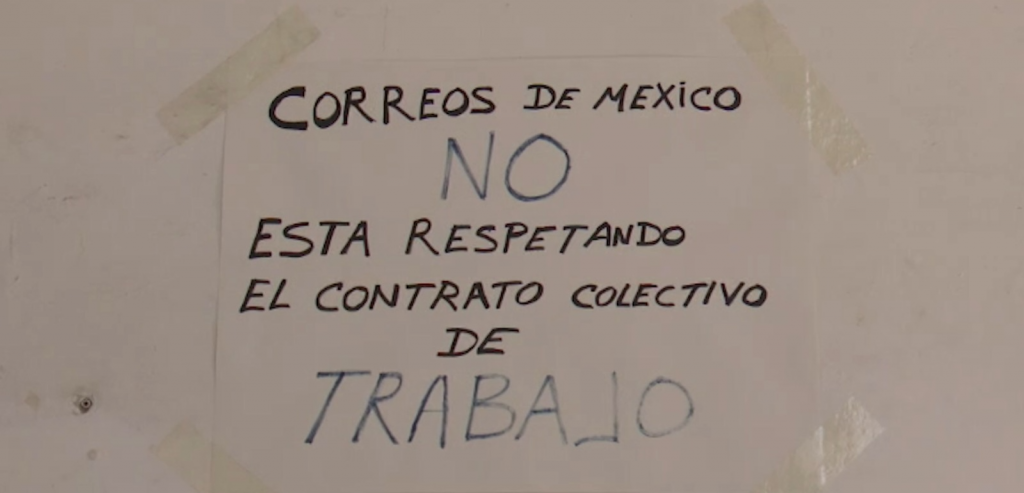 CORREOS DE MEXiCO
NO
ESTA RESPETANDO
EL CONTRATO COLECTIVO
DE
TRABAJO